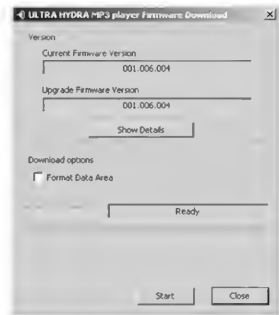 ULTRA HYDRA MP3 player Firmware Download
Version
Current Firmware Version
001.006.004
Upgrade Firmware Version
001.006.004
Show Details
Download options
Format Data Area
Ready
Start
Close